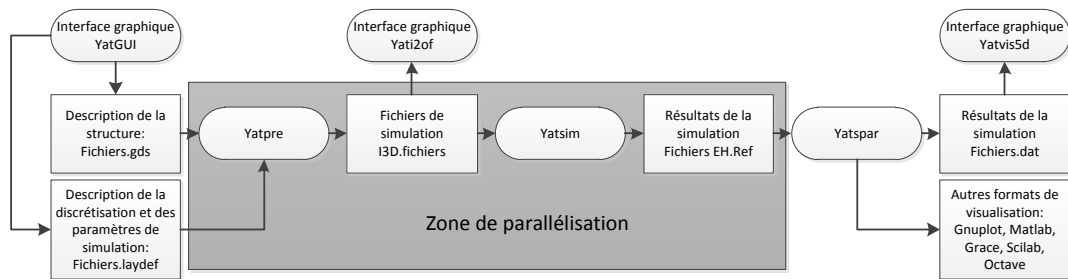 Interface graphique
YatGUI
Interface graphique
Yati2of
Interface graphique
Yatvis5d
Description de la
structure:
Fichiers.gds
Yatpre
Fichiers de
simulation
I3D.fichiers
Yatsim
Résultats de la
simulation
Fichiers EH.Ref
Yatspar
Résultats de la
simulation
Fichiers.dat
Description de la
discrétisation et des
paramètres de
simulation:
Fichiers.laydef
Zone de parallélisation
Autres formats de
visualisation:
Gnuplot, Matlab,
Grace, Scilab,
Octave